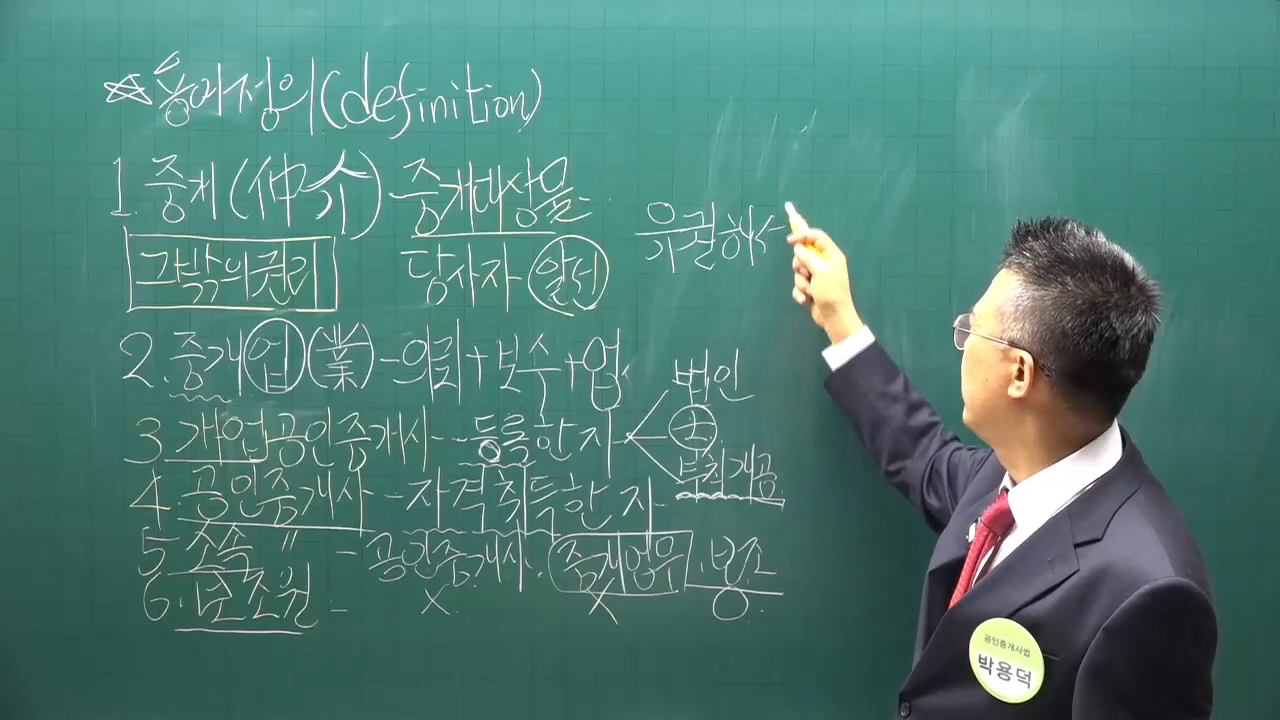 ☆용어정의(definition)
1. 중개(仲介)-중개대상물
그밖의권리 당사자 알선
유권해스
2. 중개업(業)-의뢰+보수+업
3. 개업공인중개사--등록한자
법인
부칙개공
4. 공인중개사-자격취득한자
5 소속 〃 -공인중개사. 중개업무.보조
6. 보조원 - x. x O.
공인중개사법
박용덕